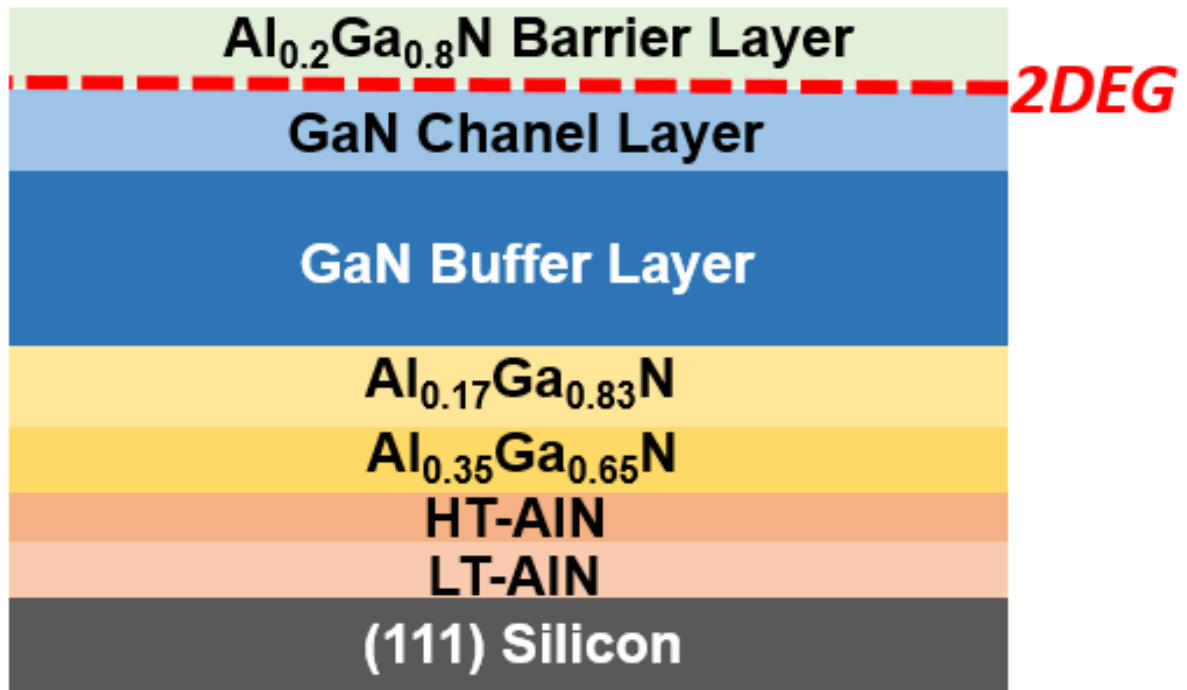 Al0.2Ga0.8N Barrier Layer
2DEG
GaN Chanel Layer
GaN Buffer Layer
Al0.17Ga0.83N
Al0.35Ga0.65N
HT-AlN
LT-AlN
(111) Silicon